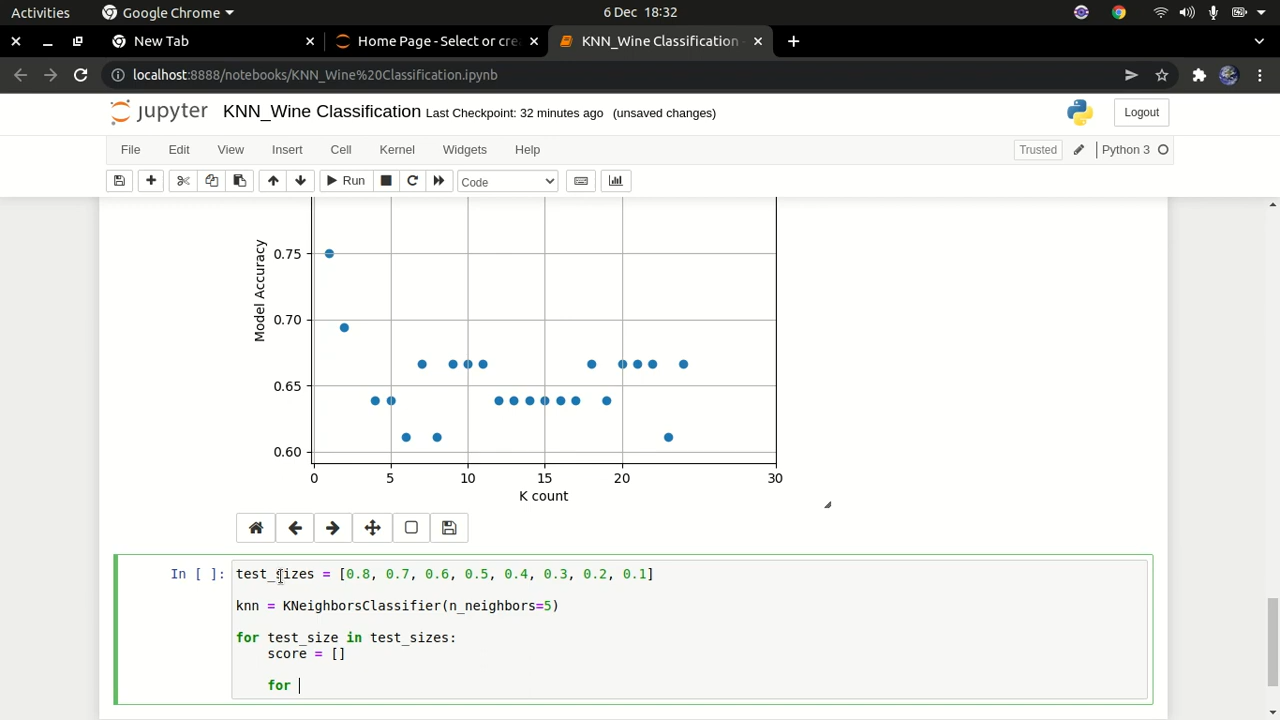 Activities Google Chrome 6 Dec 18:32
New Tab Home Page - Select or cre KNN_Wine Classification -
localhost:8888/notebooks/KNN_Wine%20Classification.ipynb
jupyter KNN_Wine Classification Last Checkpoint: 32 minutes ago (unsaved changes) Logout
File Edit View Insert Cell Kernel Widgets Help Trusted Python 3
Run Code
0.75
0.70
0.65
0.60
Model Accuracy
0 5 10 15 20 30
K count
In [ ]: test_sizes = [0.8, 0.7, 0.6, 0.5, 0.4, 0.3, 0.2, 0.1]
knn = KNeighborsClassifier(n_neighbors=5)
for test_size in test_sizes:
score = []
for